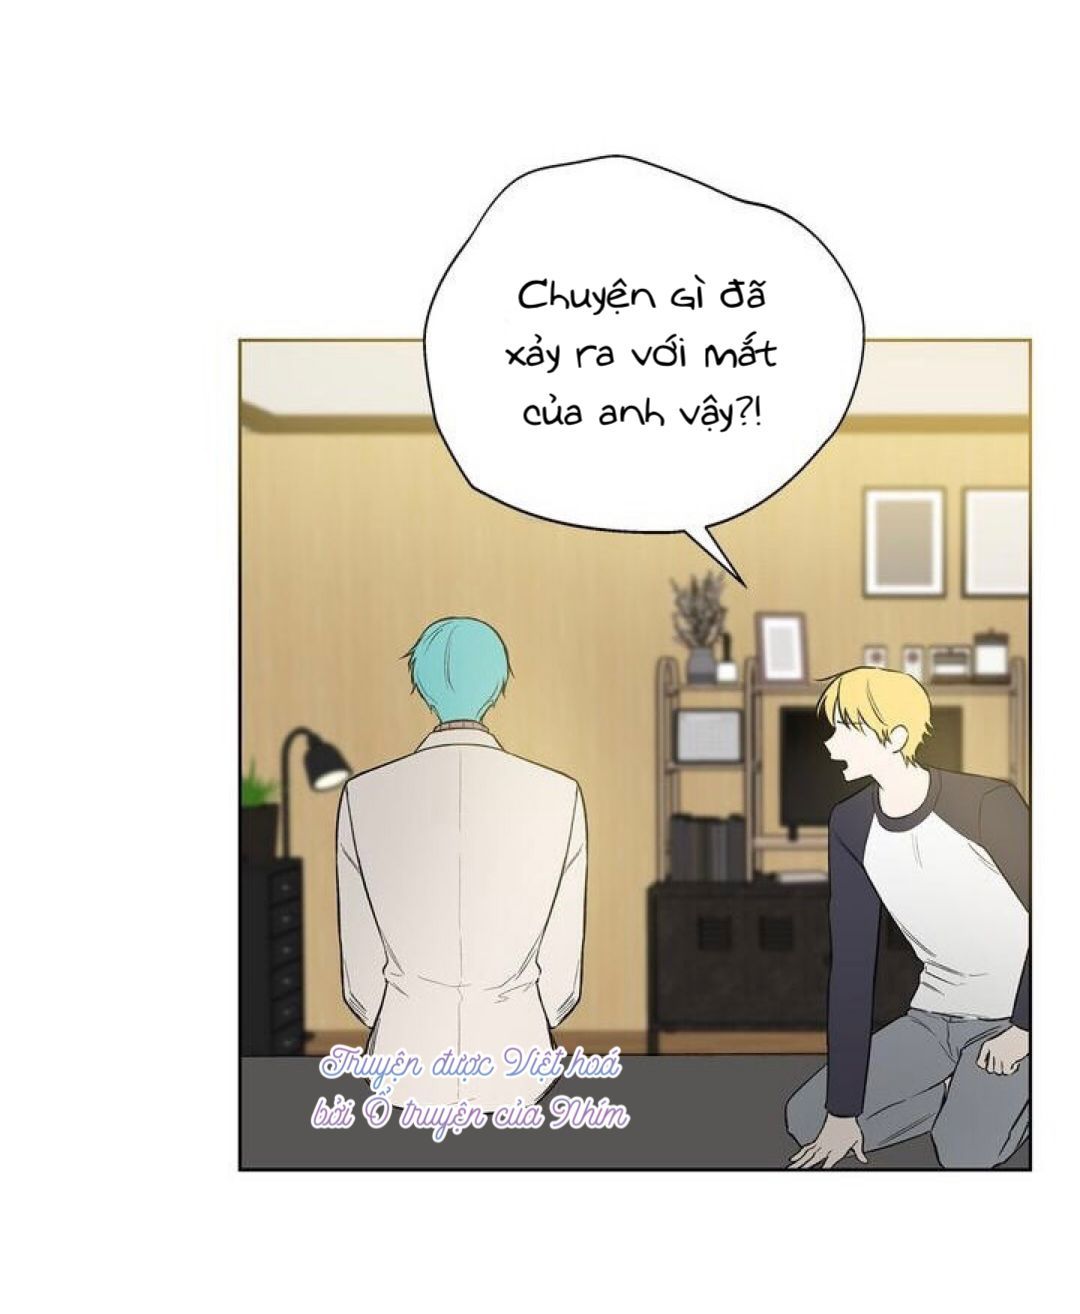 Chuyện gì đã
xảy ra với mắt
của anh vậy?!
Truyện được Việt hoá
bởi Ổ truyện của Nhím